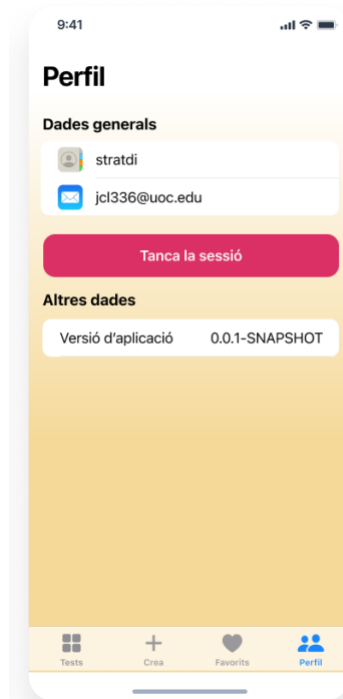 9:41
Perfil
Dades generals
stratdi
jcl336@uoc.edu
Tanca la sessió
Altres dades
Versió d'aplicació 0.0.1-SNAPSHOT
Tests Crea Favorits Perfil